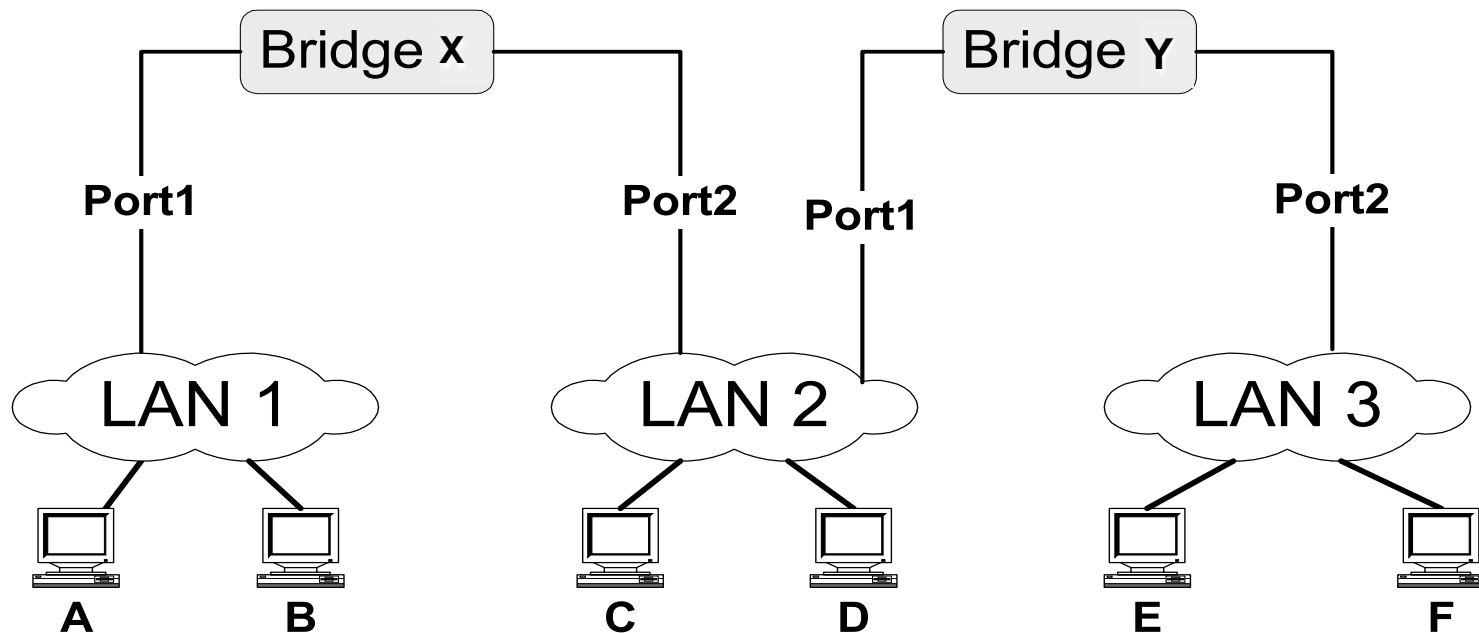 Bridge X
Bridge Y
Port1
Port2
Port1
Port2
LAN 1
LAN 2
LAN 3
A
B
C
D
E
F